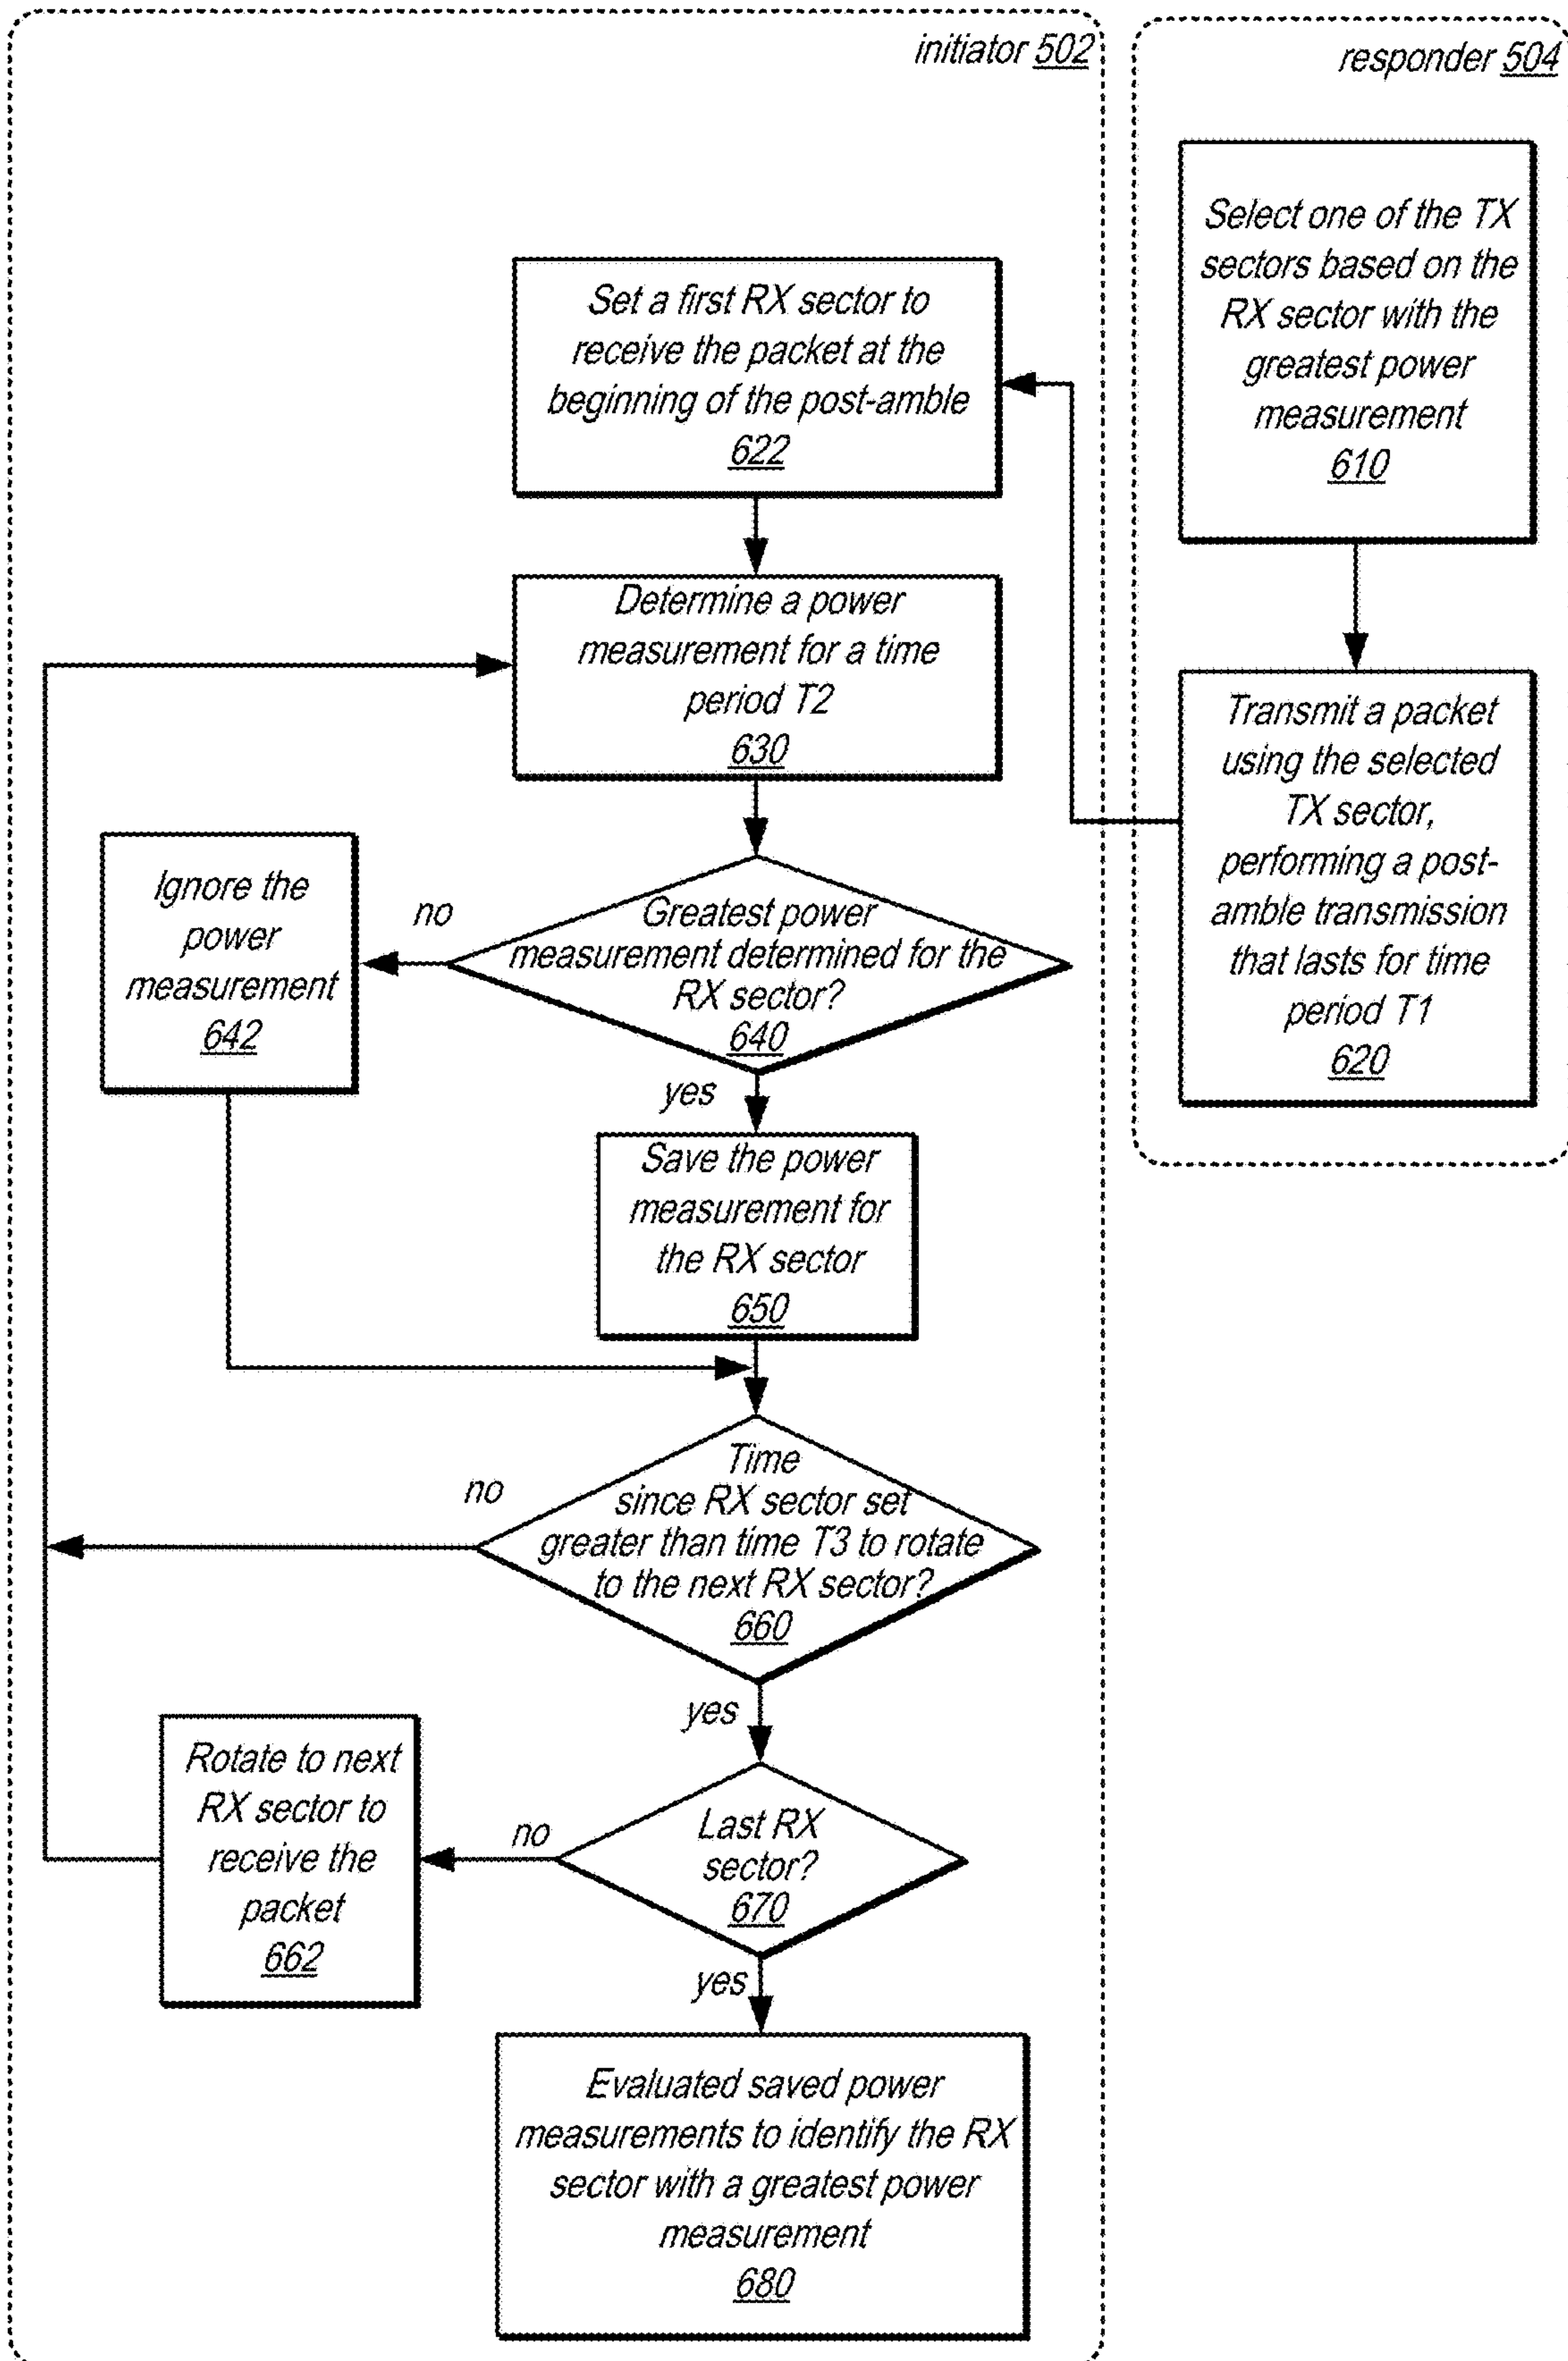 initiator 502
responder 504
Select one of the TX
sectors based on the
RX sector with the
greatest power
measurement
610
Transmit a packet
using the selected
TX sector,
performing a post-
amble transmission
that lasts for time
period T1
620
Set a first RX sector to
receive the packet at the
beginning of the post-amble
622
Determine a power
measurement for a time
period T2
630
Greatest power
measurement determined for the
RX sector?
640
no
Ignore the
power
measurement
642
yes
Save the power
measurement for
the RX sector
650
Time
since RX sector set
greater than time T3 to rotate
to the next RX sector?
660
no
yes
Last RX
sector?
670
no
Rotate to next
RX sector to
receive the
packet
662
yes
Evaluated saved power
measurements to identify the RX
sector with a greatest power
measurement
680